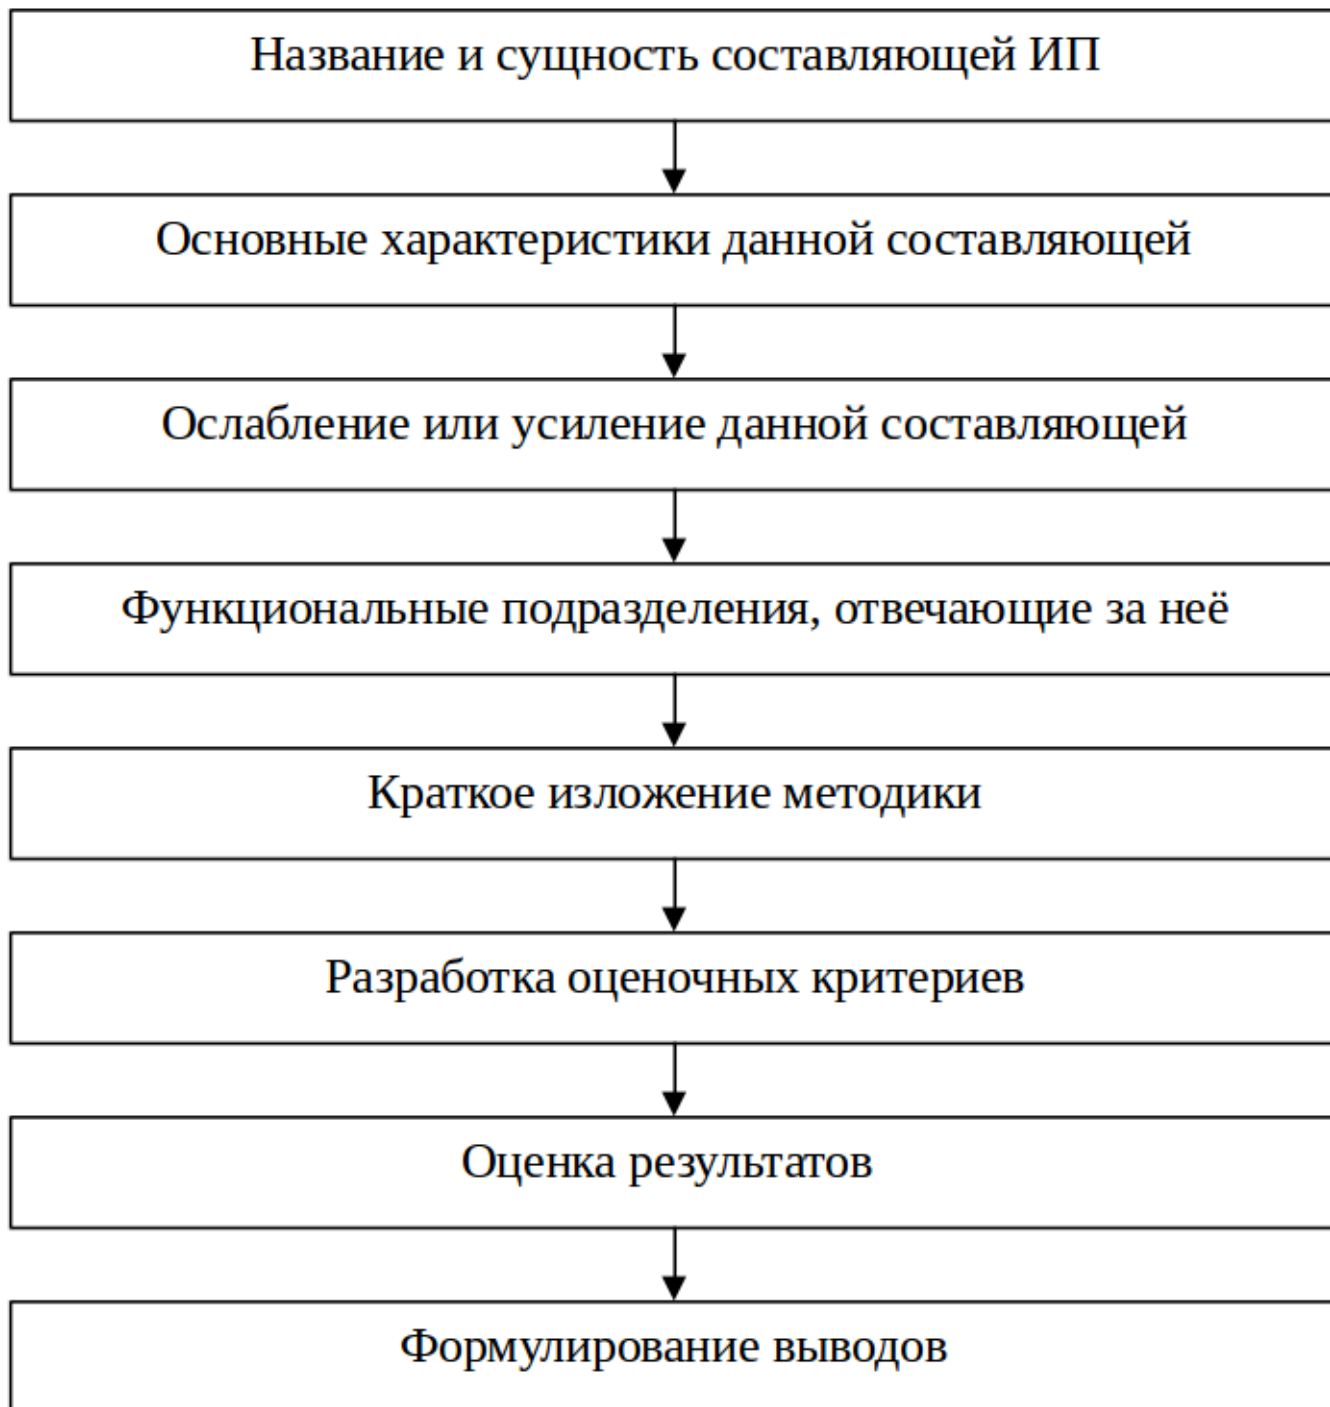 Название и сущность составляющей ИП
Основные характеристики данной составляющей
Ослабление или усиление данной составляющей
Функциональные подразделения, отвечающие за неё
Краткое изложение методики
Разработка оценочных критериев
Оценка результатов
Формулирование выводов